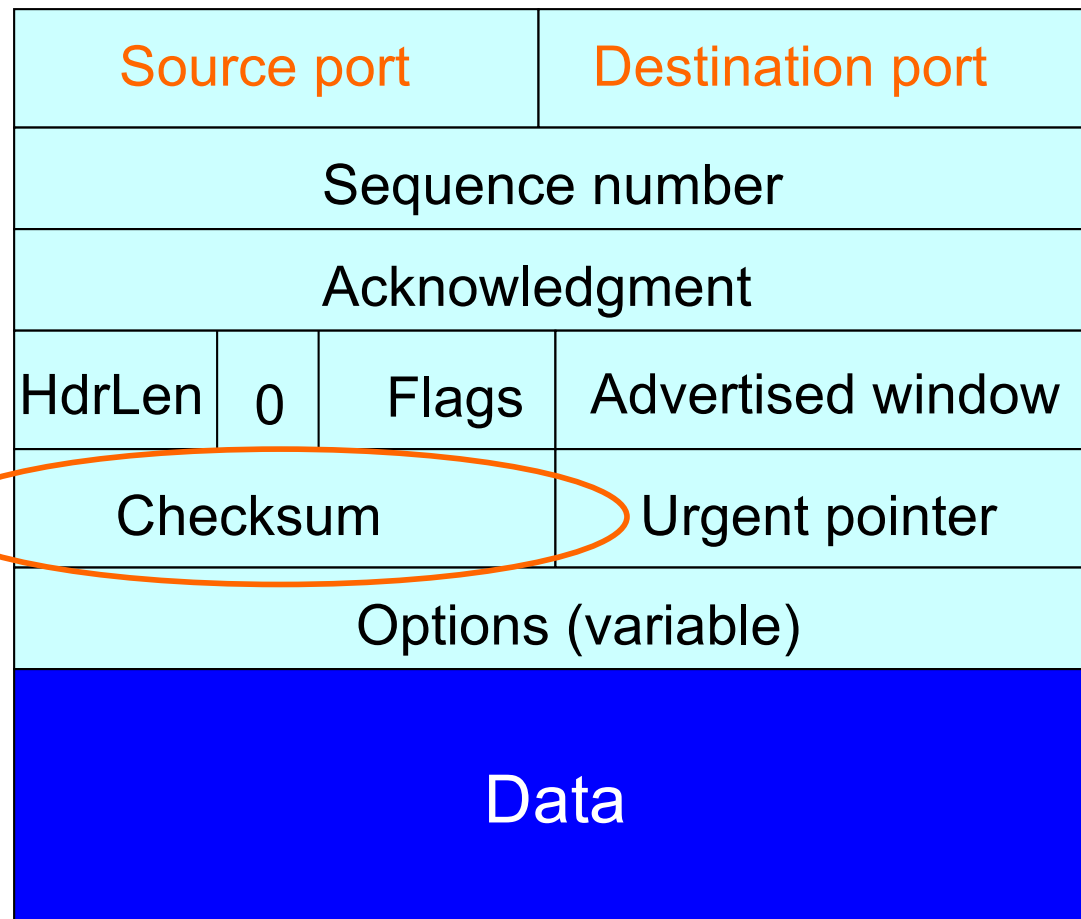 Source port Destination port
Sequence number
Acknowledgment
HdrLen 0 Flags Advertised window
Checksum Urgent pointer
Options (variable)
Data